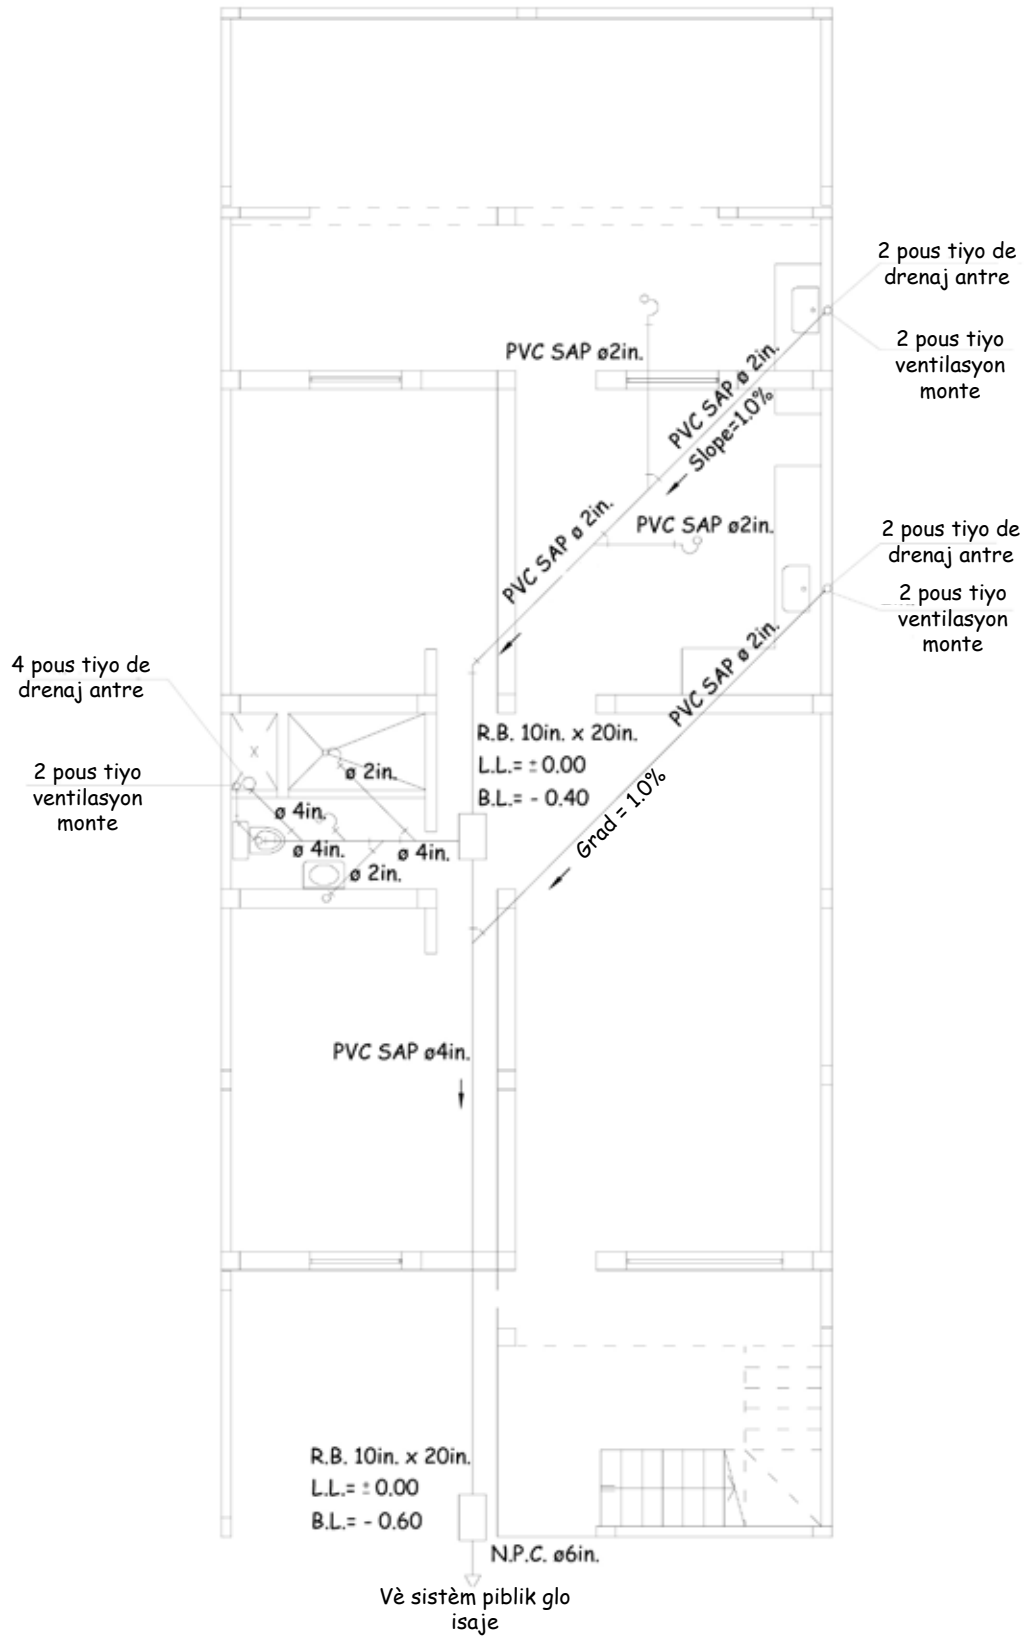 2 pous tiyo de
drenaj antre
2 pous tiyo
ventilasyon
monte
PVC SAP ø2in.
PVC SAP ø 2in.
Slope=1.0%
PVC SAP ø 2in.
PVC SAP ø2in.
2 pous tiyo de
drenaj antre
2 pous tiyo
ventilasyon
monte
PVC SAP ø 2in.
Grad = 1.0%
4 pous tiyo de
drenaj antre
2 pous tiyo
ventilasyon
monte
R.B. 10in. x 20in.
L.L.= ± 0.00
B.L.= - 0.40
ø 2in.
ø 4in.
ø 4in.
ø 4in.
ø 2in.
PVC SAP ø4in.
R.B. 10in. x 20in.
L.L.= ± 0.00
B.L.= - 0.60
N.P.C. ø6in.
Vè sistèm piblik glo
isaje